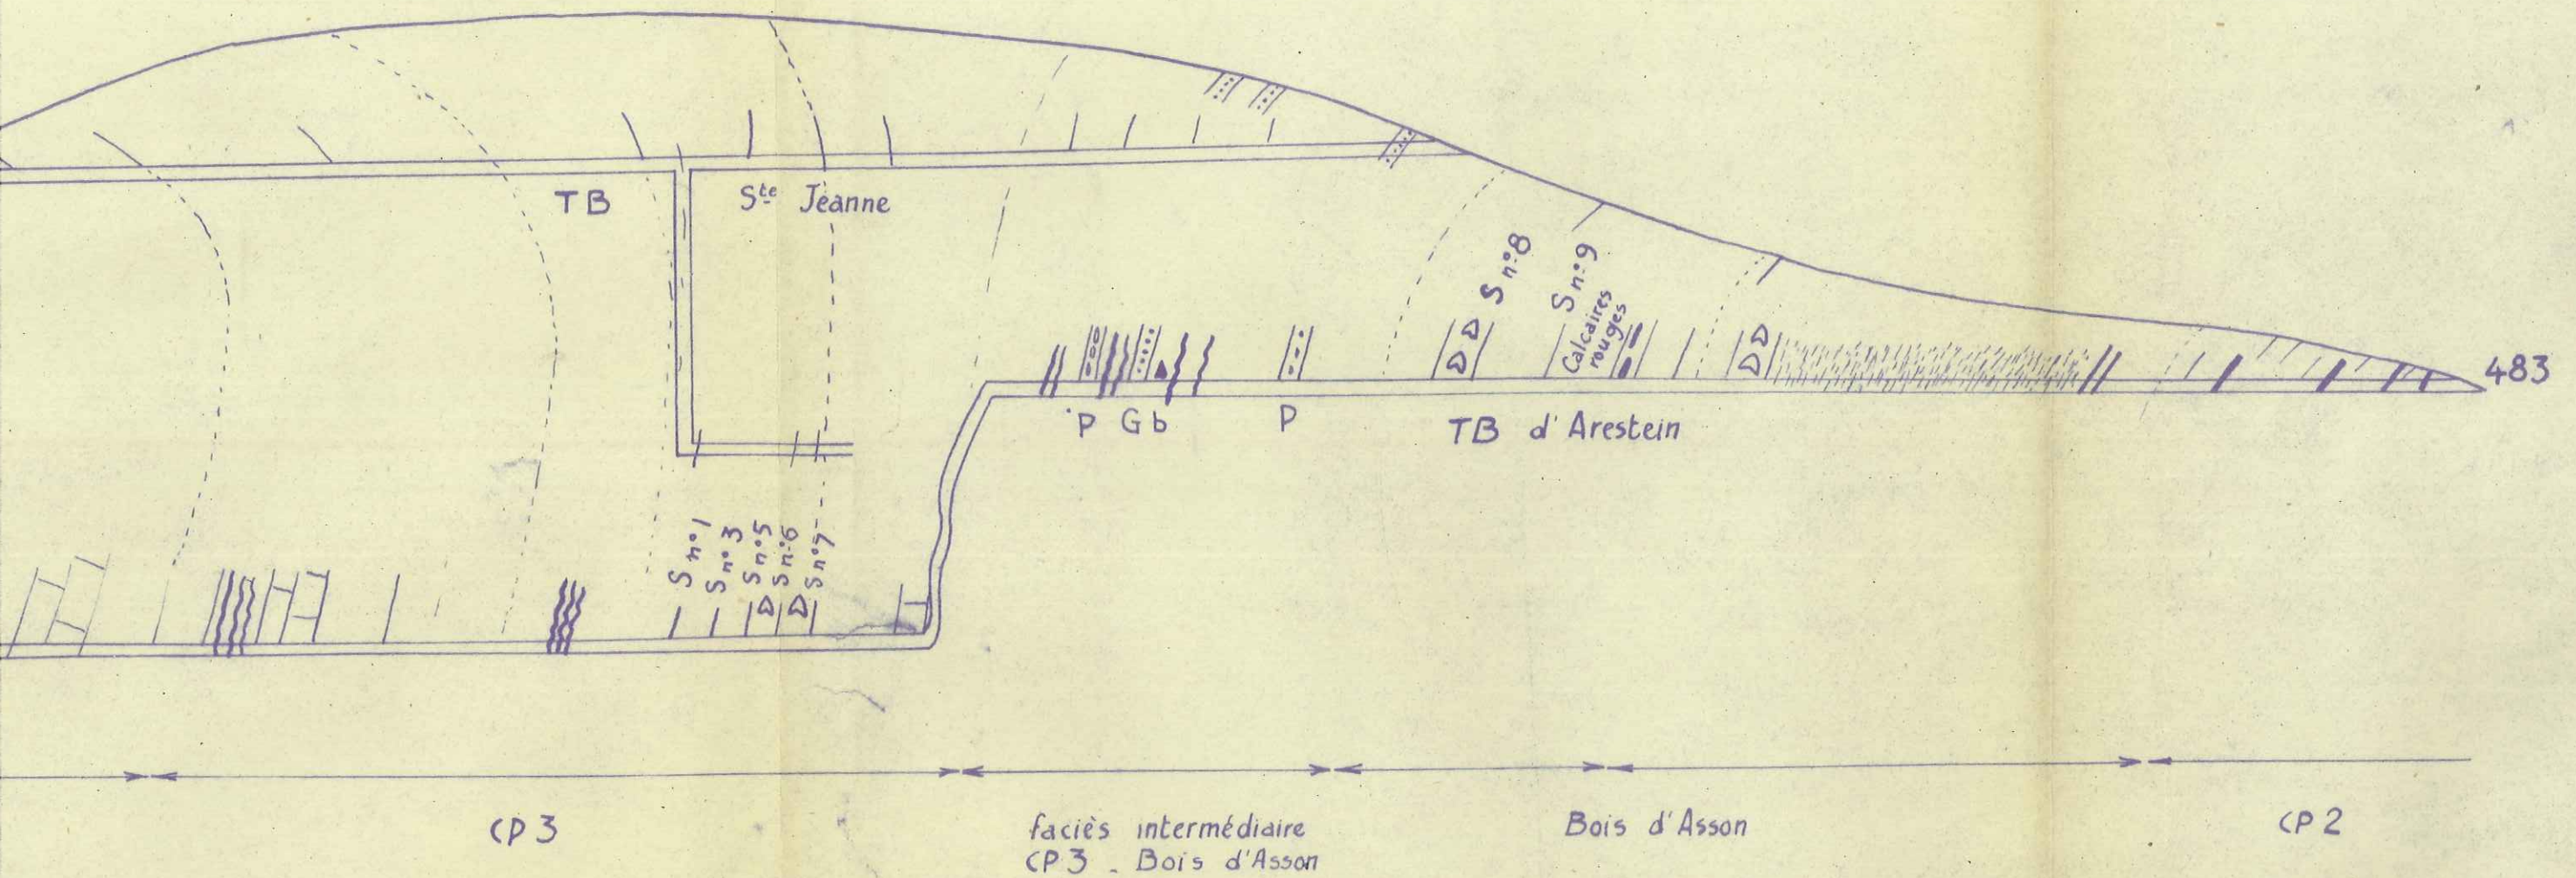 TB
Ste Jeanne
S n°8
S n°9
Calcaires
rouges
483
P
Gb
P
TB d'Arestein
S n°1
S n°3
S n°5
S n°6
S n°7
CP 3
faciès intermédiaire
CP 3 - Bois d'Asson
Bois d'Asson
CP 2